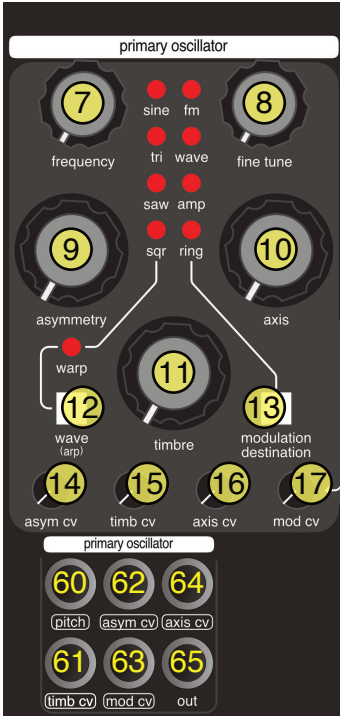 primary oscillator
7 8
sine fm
frequency tri wave fine tune
saw amp
9 10
sqr ring
asymmetry axis
warp
11
12 13
wave timbre modulation
(arp) destination
14 15 16 17
asym cv timb cv axis cv mod cv
primary oscillator
60 62 64
pitch asym cv axis cv
61 63 65
timb cv mod cv out